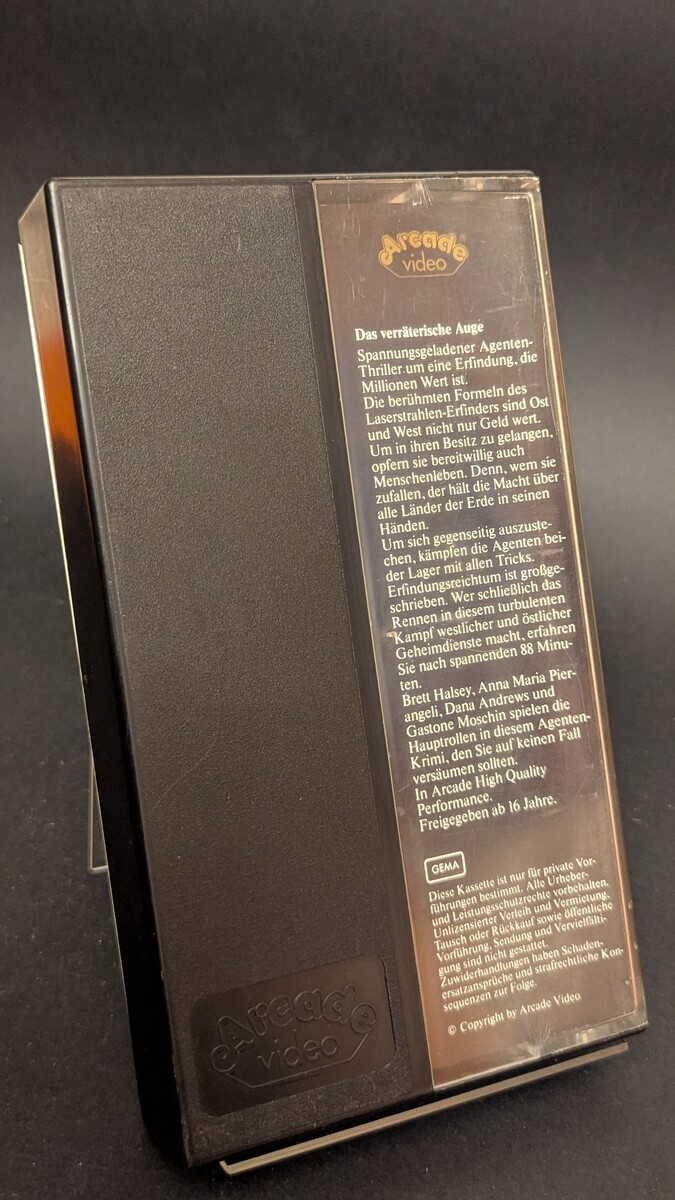 Arcade
video
Das verräterische Auge
Spannungsgeladener Agenten-
Thriller um eine Erfindung, die
Millionen Wert ist.
Die berühmten Formeln des
Laserstrahlen-Erfinders sind Ost
und West nicht nur Geld wert.
Um in ihren Besitz zu gelangen,
opfern sie bereitwillig auch
Menschenleben. Denn, wem sie
zufallen, der hält die Macht über
alle Länder der Erde in seinen
Händen.
Um sich gegenseitig auszuste-
chen, kämpfen die Agenten bei-
der Lager mit allen Tricks.
Erfindungsreichtum ist großge-
schrieben. Wer schließlich das
Rennen in diesem turbulenten
Kampf westlicher und östlicher
Geheimdienste macht, erfahren
Sie nach spannenden 88 Minu-
ten.
Brett Halsey, Anna Maria Pier-
angeli, Dana Andrews und
Gastone Moschin spielen die
Hauptrollen in diesem Agenten-
Krimi, den Sie auf keinen Fall
versäumen sollten.
In Arcade High Quality
Performance.
Freigegeben ab 16 Jahre.
GEMA
Diese Kassette ist nur für private Vor-
führungen bestimmt. Alle Urheber-
und Leistungsschutzrechte vorbehalten.
Unlizensierter Verleih und Vermietung,
Tausch oder Rückkauf sowie öffentliche
Vorführung, Sendung und Vervielfälti-
gung sind nicht gestattet.
Zuwiderhandlungen haben Schaden-
ersatzansprüche und strafrechtliche Kon-
sequenzen zur Folge.
© Copyright by Arcade Video
Arcade
video